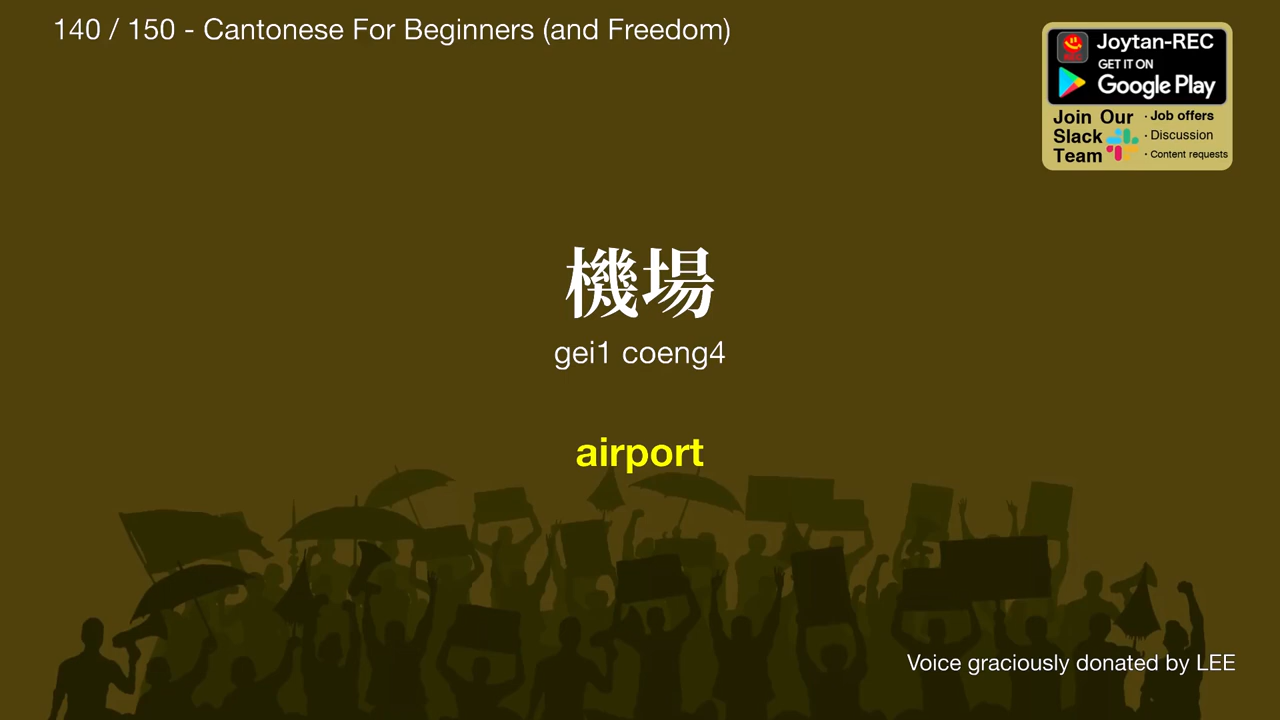 140 / 150 - Cantonese For Beginners (and Freedom)
Joytan-REC
GET IT ON
Google Play
Join Our
Slack
Team
· Job offers
· Discussion
· Content requests
機場
gei1 coeng4
airport
Voice graciously donated by LEE